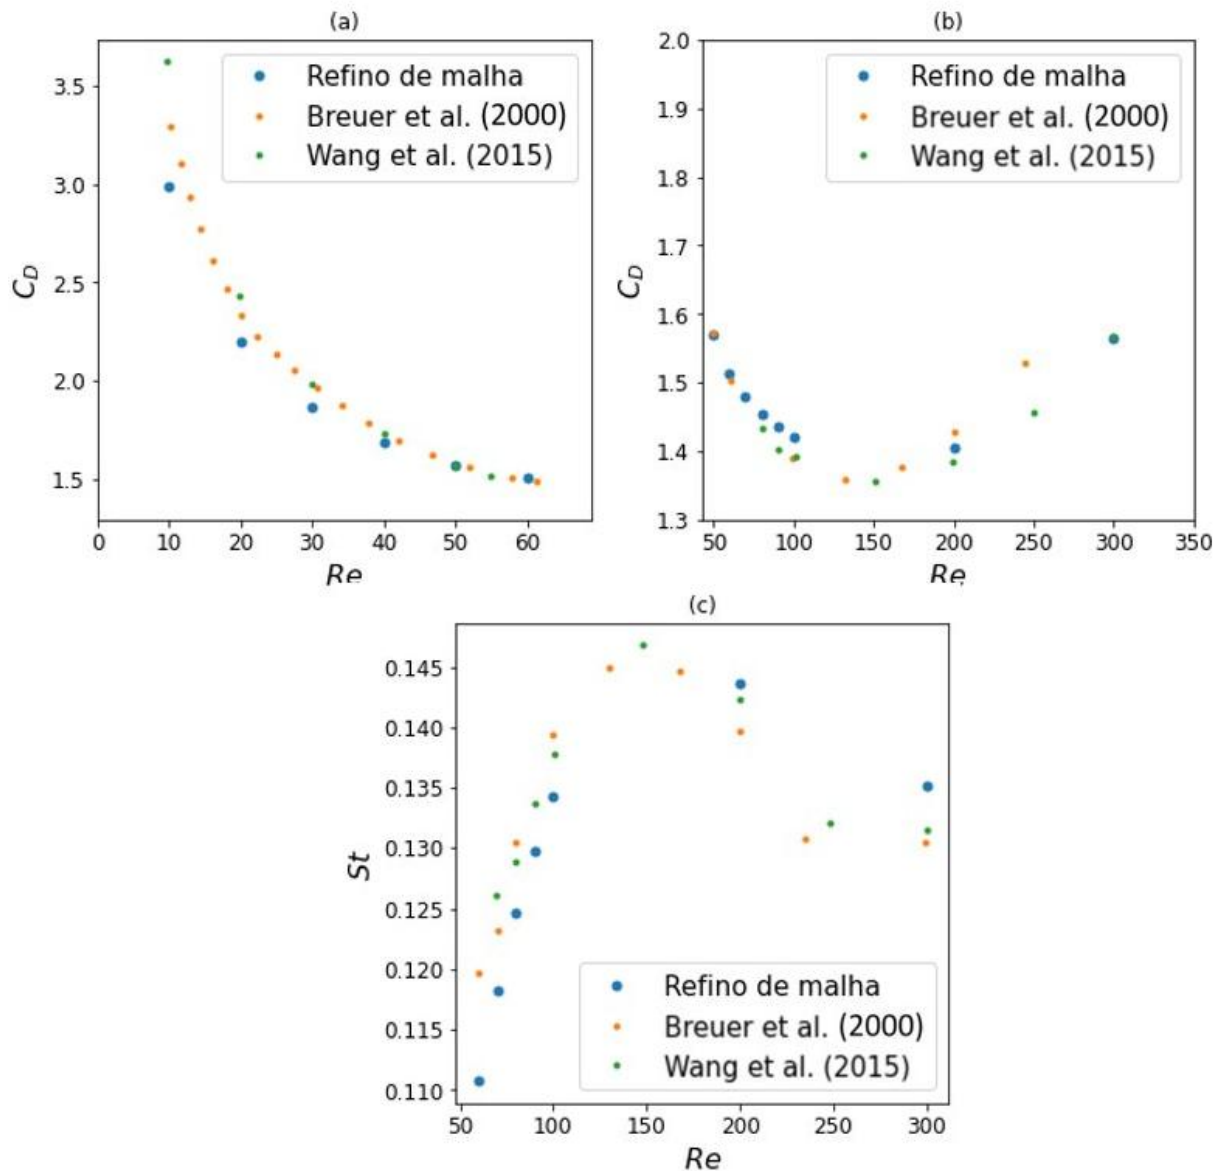 (a)
Refino de malha
Breuer et al. (2000)
Wang et al. (2015)
3.5
3.0
2.5
2.0
1.5
C_D
0 10 20 30 40 50 60
Re
(b)
Refino de malha
Breuer et al. (2000)
Wang et al. (2015)
2.0
1.9
1.8
1.7
1.6
1.5
1.4
1.3
C_D
50 100 150 200 250 300 350
Re
(c)
0.145
0.140
0.135
0.130
0.125
0.120
0.115
0.110
St
Refino de malha
Breuer et al. (2000)
Wang et al. (2015)
50 100 150 200 250 300
Re